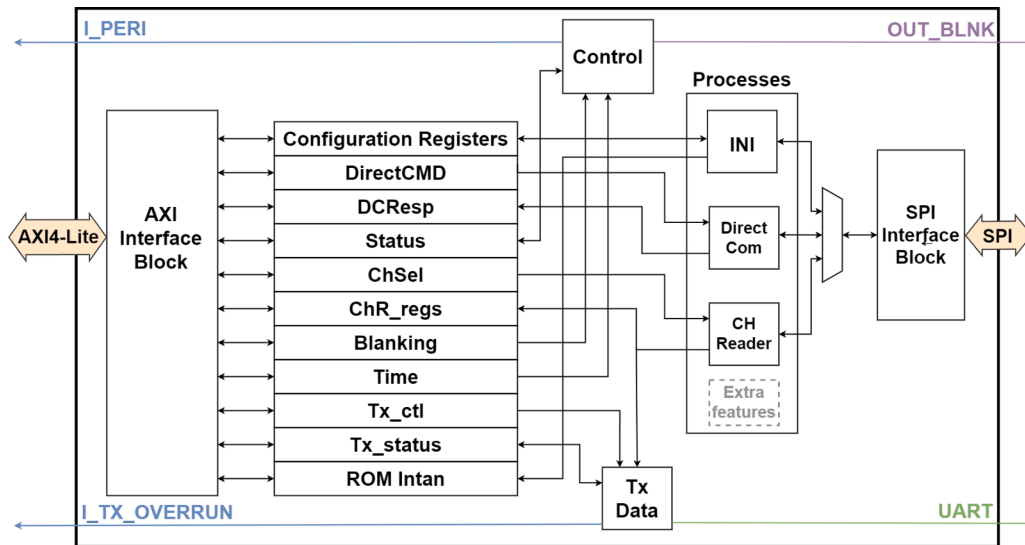 I_PERI
OUT_BLNK
Control
Processes
Configuration Registers
INI
DirectCMD
DCResp
Status
ChSel
ChR_regs
Blanking
Time
Tx_ctl
Tx_status
ROM Intan
AXI4-Lite
AXI
Interface
Block
Direct
Com
CH
Reader
Extra
features
SPI
Interface
Block
SPI
Tx
Data
I_TX_OVERRUN
UART